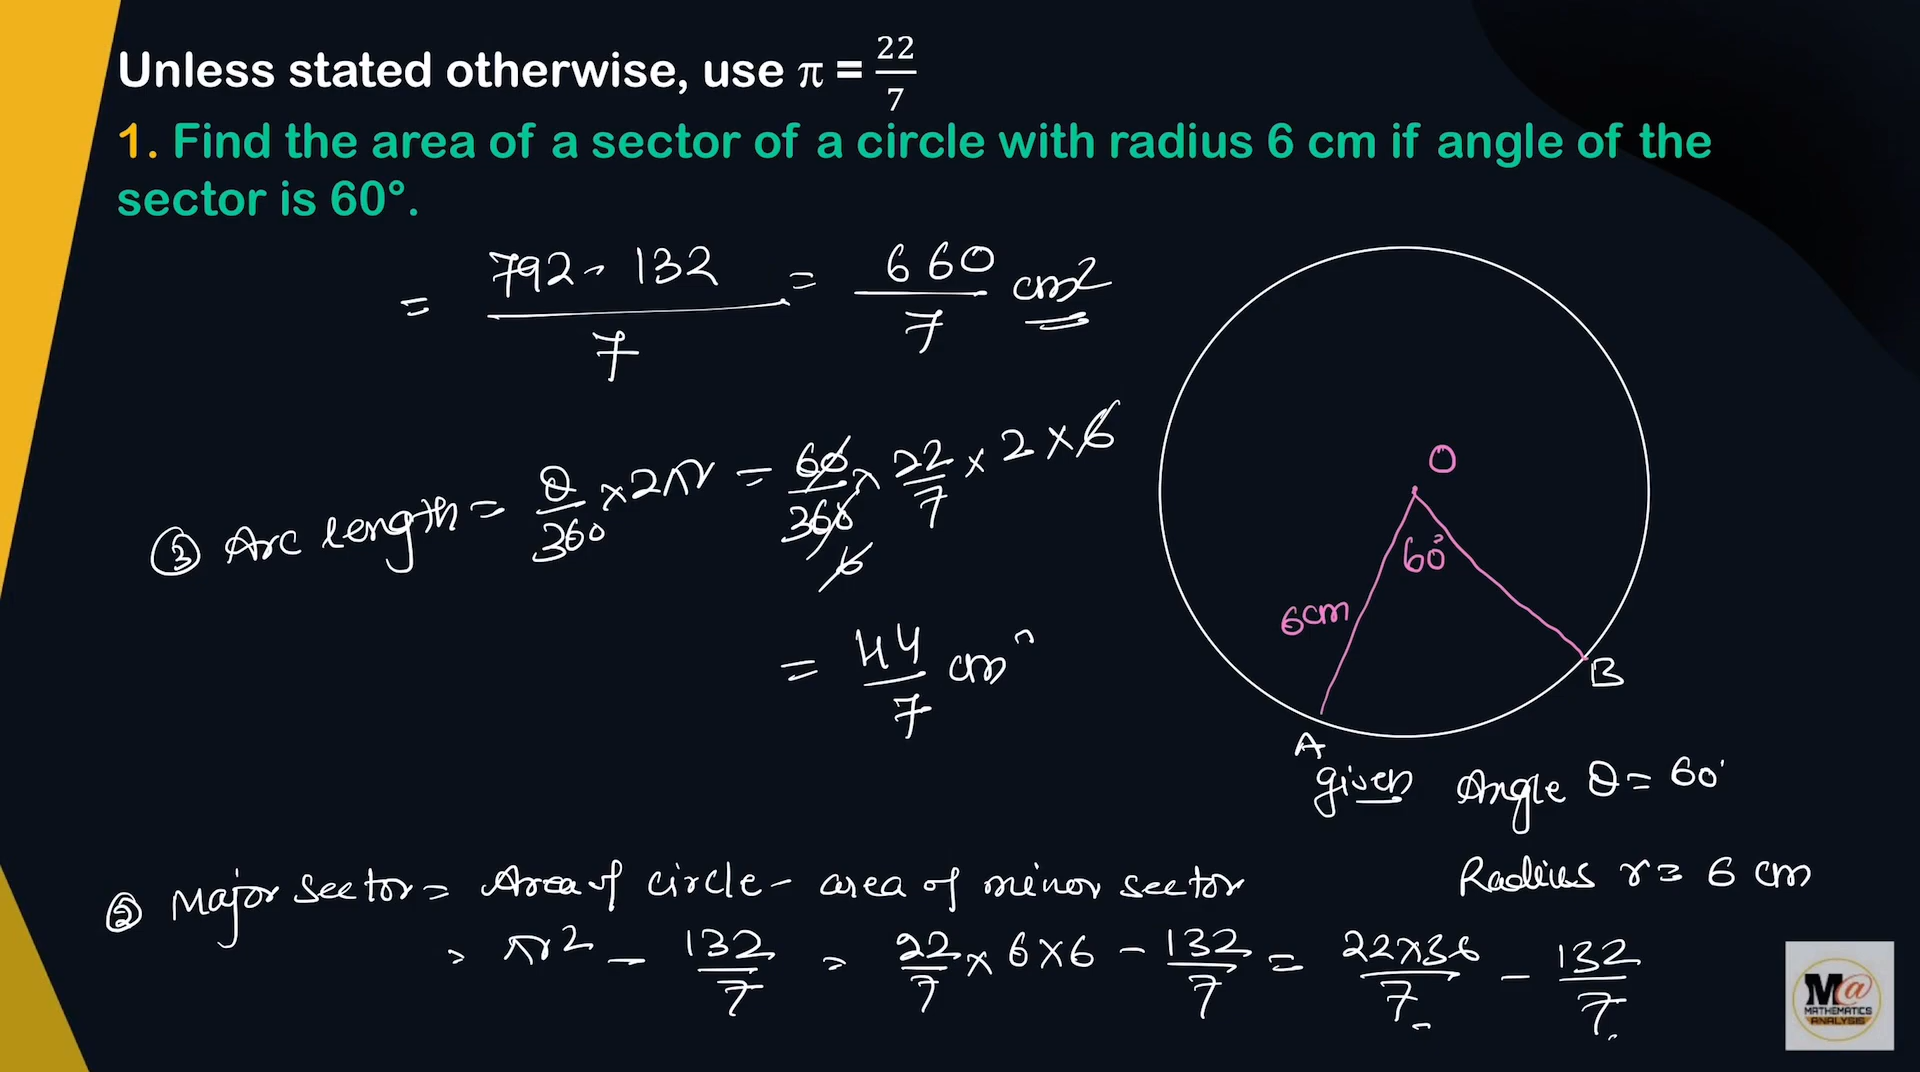 Unless stated otherwise, use π = 22/7
1. Find the area of a sector of a circle with radius 6 cm if angle of the
sector is 60°.
= 792 - 132 / 7 = 660/7 cm²
③ Arc length = θ/360 × 2πr = 60/360 × 22/7 × 2 × 6
6
= 44/7 cm
O
60°
6cm
B
A
given Angle θ = 60°
Radius r = 6 cm
② Major sector = Area of circle - area of minor sector
= πr² - 132/7 = 22/7 × 6×6 - 132/7 = 22×36/7 - 132/7
M@
MATHEMATICS
ANALYSIS